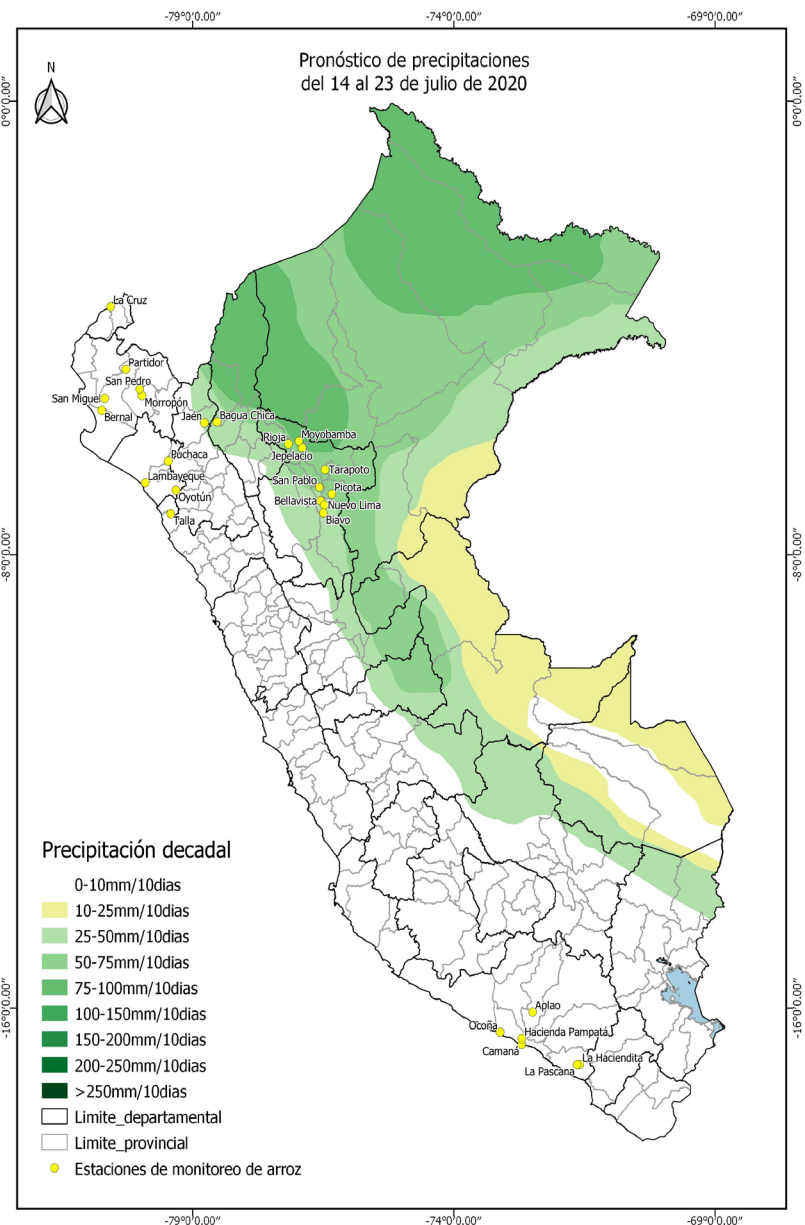 -79°0'0.00"
-74°0'0.00"
-69°0'0.00"
Pronóstico de precipitaciones
del 14 al 23 de julio de 2020
N
0°0'0.00"
0°0'0.00"
La Cruz
Partidor
San Pedro
San Miguel
Morropón
Bernal
Jaén
Bagua Chica
Rioja
Moyobamba
Jepelacio
Puchaca
Tarapoto
Lambayeque
San Pablo
Picota
Oyotún
Bellavista
Nuevo Lima
Talla
Biavo
-8°0'0.00"
-8°0'0.00"
Precipitación decadal
0-10mm/10dias
10-25mm/10dias
25-50mm/10dias
50-75mm/10dias
75-100mm/10dias
100-150mm/10dias
150-200mm/10dias
200-250mm/10dias
>250mm/10dias
Limite_departamental
Limite_provincial
Estaciones de monitoreo de arroz
-16°0'0.00"
-16°0'0.00"
Aplao
Ocoña
Hacienda Pampatá
Camaná
La Haciendita
La Pascana
-79°0'0.00"
-74°0'0.00"
-69°0'0.00"